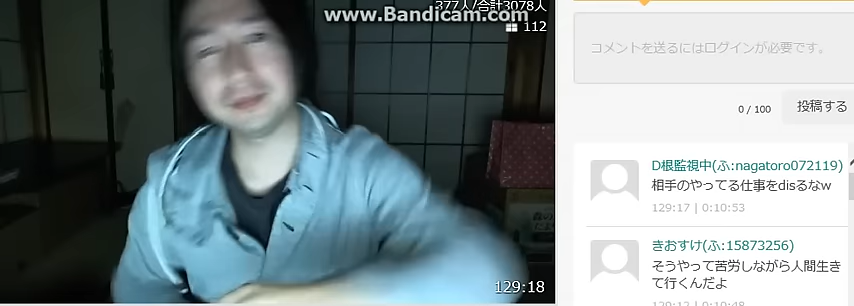 www.Bandicam.com
377人/合計3078人
112
129:18
コメントを送るにはログインが必要です。
0 / 100
投稿する
D根監視中(ふ:nagatoro072119)
相手のやってる仕事をdisるなw
129:17 | 0:10:53
きおすけ(ふ:15873256)
そうやって苦労しながら人間生き
て行くんだよ
129:12 | 0:10:48